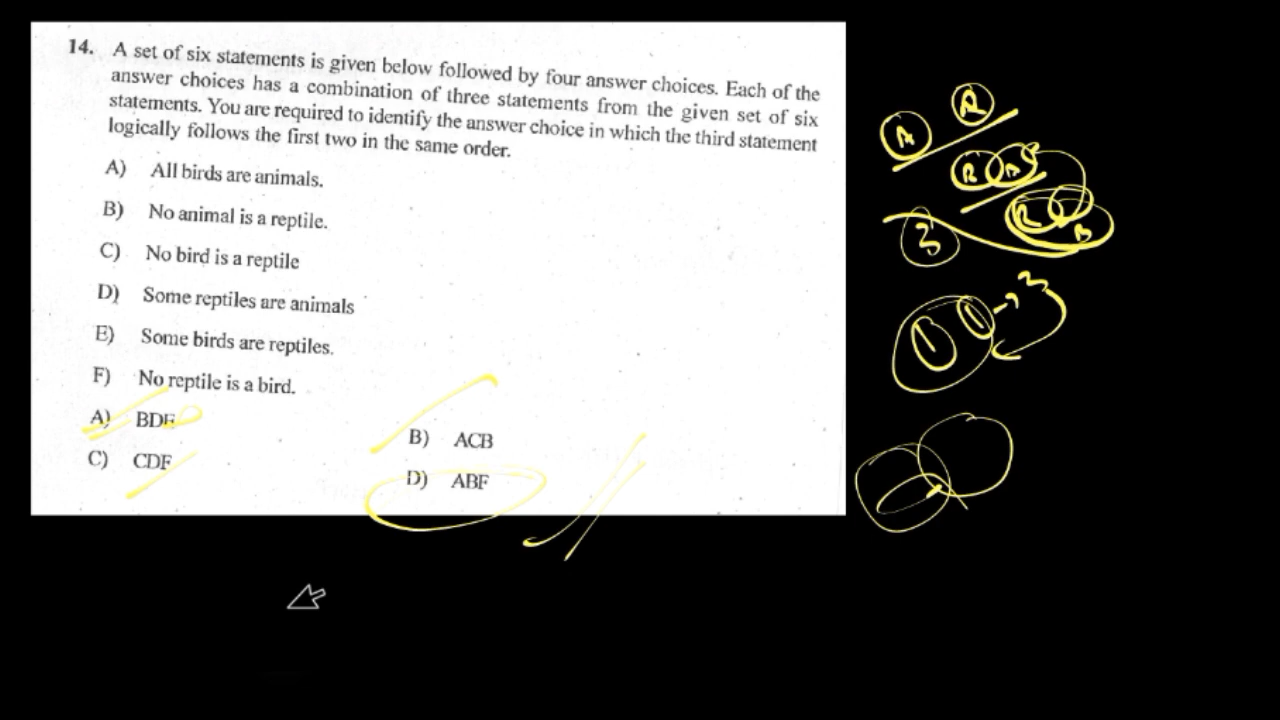 14. A set of six statements is given below followed by four answer choices. Each of the
answer choices has a combination of three statements from the given set of six
statements. You are required to identify the answer choice in which the third statement
logically follows the first two in the same order.
A) All birds are animals.
B) No animal is a reptile.
C) No bird is a reptile
D) Some reptiles are animals
E) Some birds are reptiles.
F) No reptile is a bird.
A) BDE
B) ACB
C) CDF
D) ABF
A R
R A
R B
3